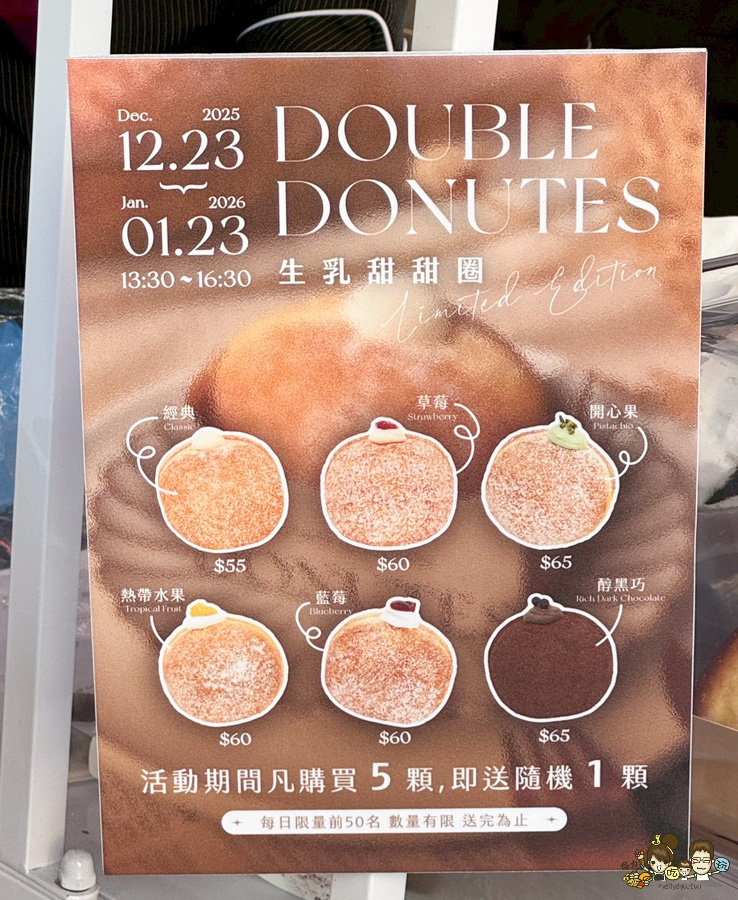 Dec. 2025
12.23
Jan. 2026
01.23
13:30~16:30
DOUBLE
DONUTES
生乳甜甜圈
Limited Edition
經典
Classic
草莓
Strawberry
開心果
Pistachio
$55
$60
$65
熱帶水果
Tropical Fruit
藍莓
Blueberry
醇黑巧
Rich Dark Chocolate
$60
$60
$65
活動期間凡購買 5 顆,即送隨機 1 顆
每日限量前50名 數量有限 送完為止